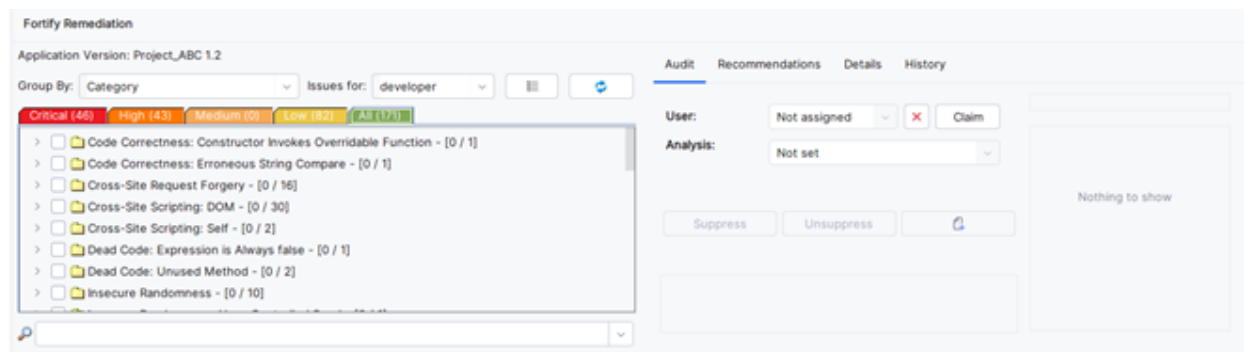 Fortify Remediation
Application Version: Project_ABC 1.2
Group By: Category Issues for: developer
Critical (46) High (43) Medium (0) Low (82) All (171)
Code Correctness: Constructor Invokes Overridable Function - [0 / 1]
Code Correctness: Erroneous String Compare - [0 / 1]
Cross-Site Request Forgery - [0 / 16]
Cross-Site Scripting: DOM - [0 / 30]
Cross-Site Scripting: Self - [0 / 2]
Dead Code: Expression is Always false - [0 / 1]
Dead Code: Unused Method - [0 / 2]
Insecure Randomness - [0 / 10]
Audit Recommendations Details History
User: Not assigned Claim
Analysis: Not set
Suppress Unsuppress
Nothing to show